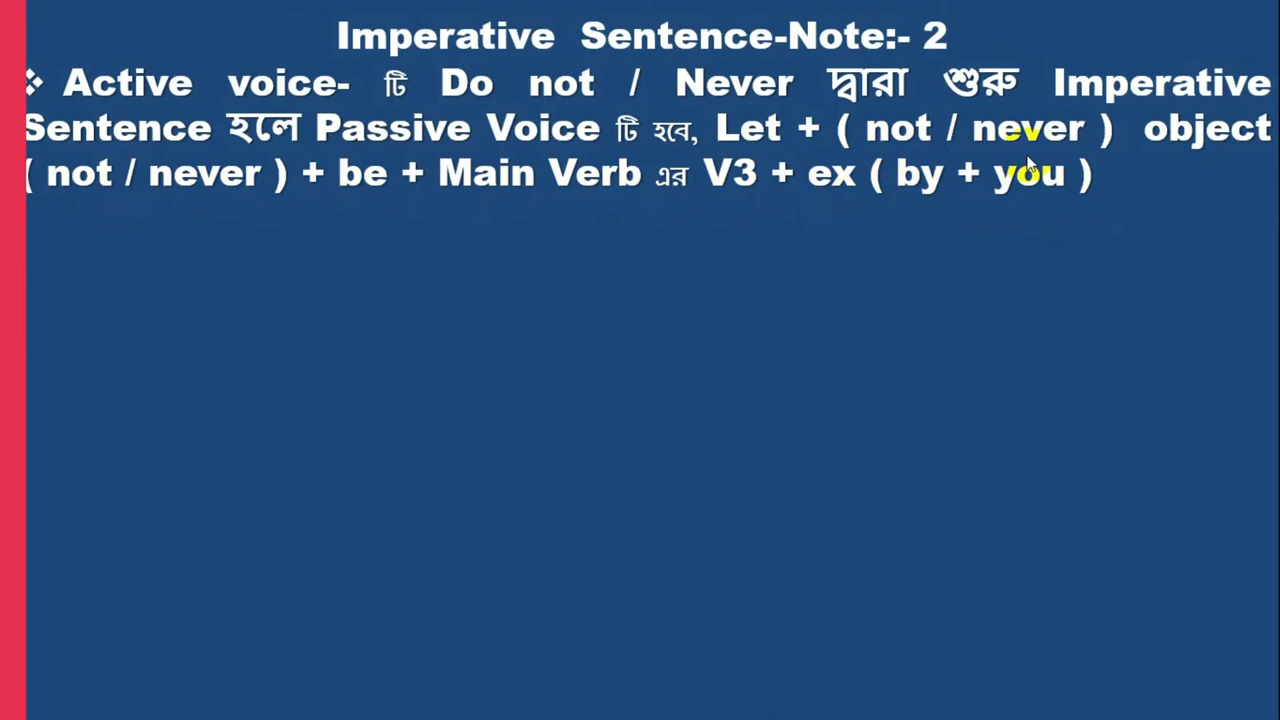 Imperative Sentence-Note:- 2
❖ Active voice- টি Do not / Never দ্বারা শুরু Imperative
Sentence হলে Passive Voice টি হবে, Let + ( not / never ) object
( not / never ) + be + Main Verb এর V3 + ex ( by + you )